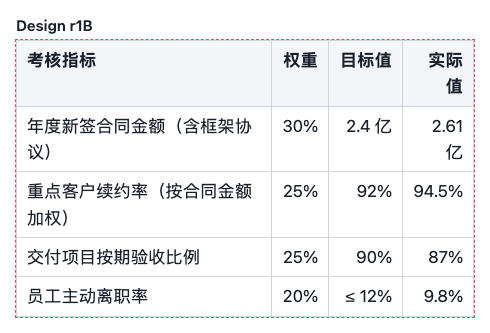 Design r1B
考核指标 权重 目标值 实际
值
年度新签合同金额（含框架协 30% 2.4 亿 2.61
议） 亿
重点客户续约率（按合同金额 25% 92% 94.5%
加权）
交付项目按期验收比例 25% 90% 87%
员工主动离职率 20% ≤ 12% 9.8%